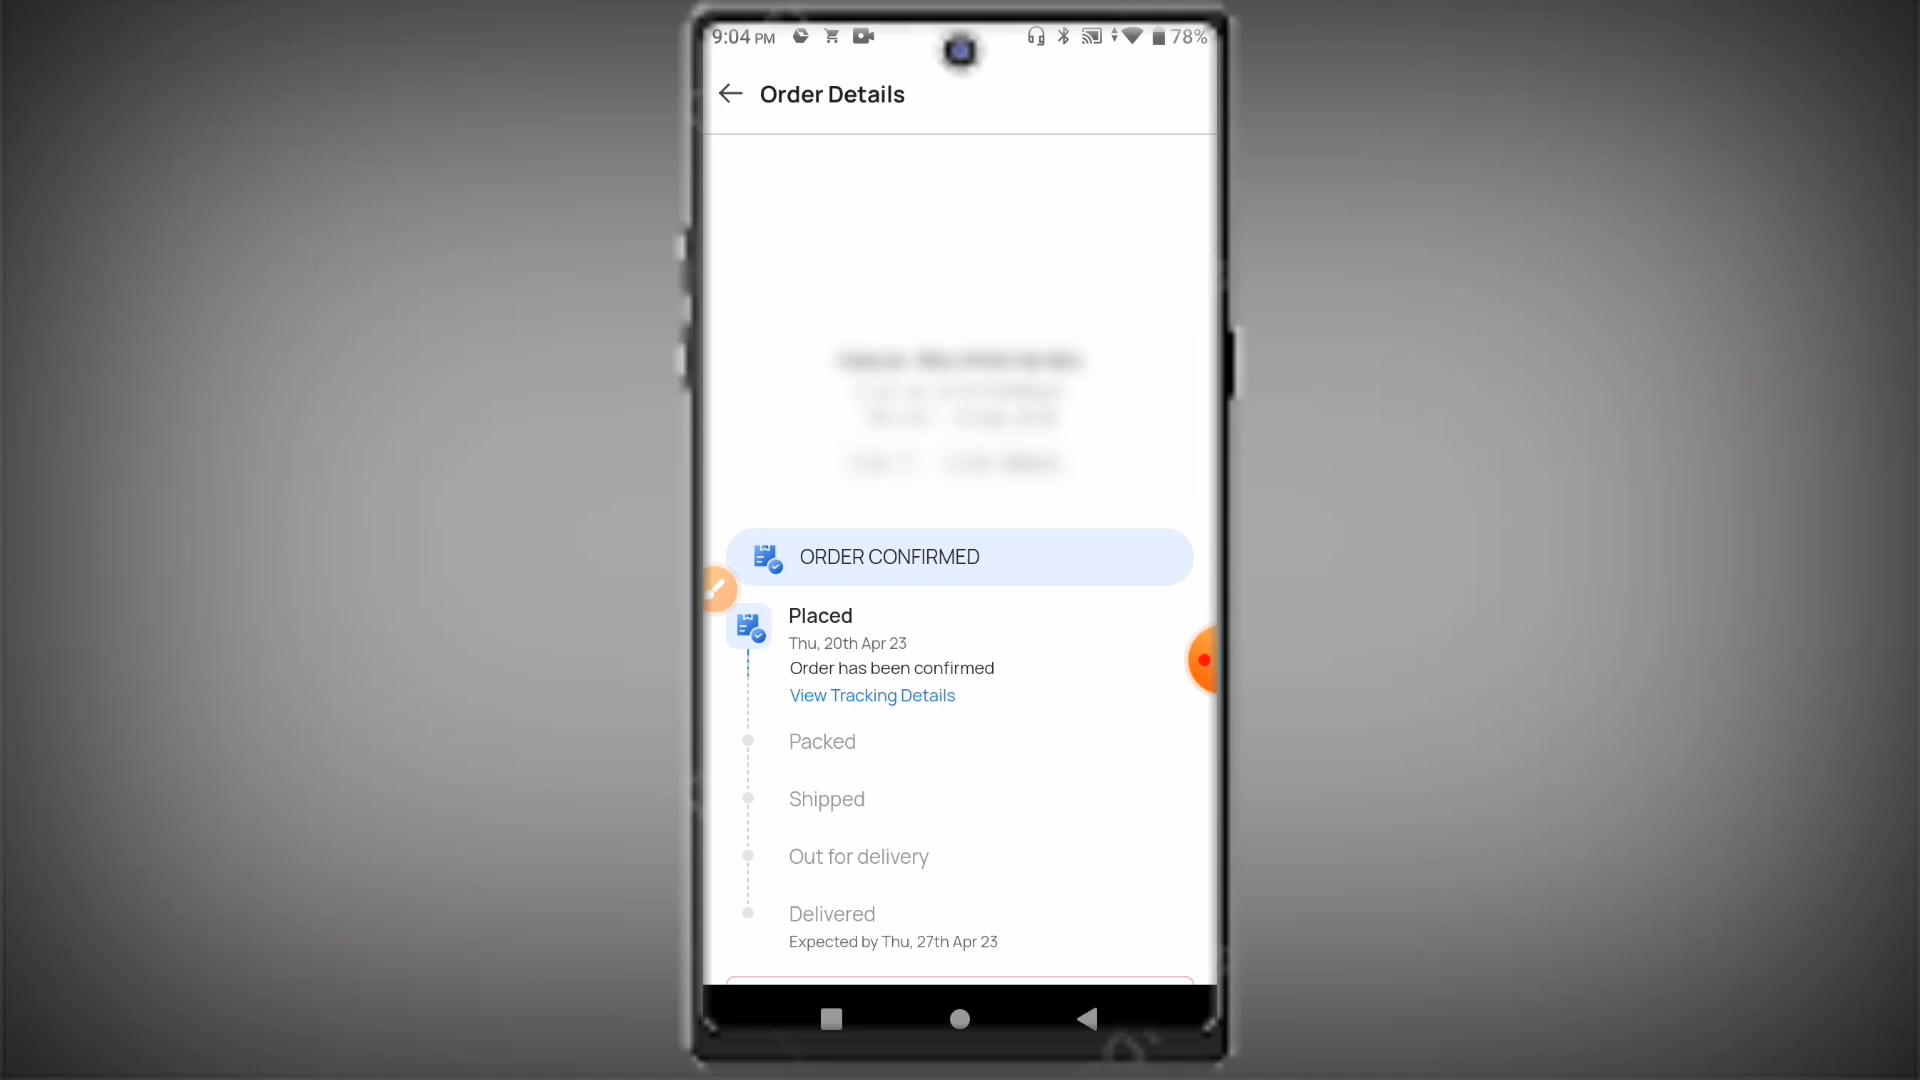 9:04 PM
78%
Order Details
ORDER CONFIRMED
Placed
Thu, 20th Apr 23
Order has been confirmed
View Tracking Details
Packed
Shipped
Out for delivery
Delivered
Expected by Thu, 27th Apr 23